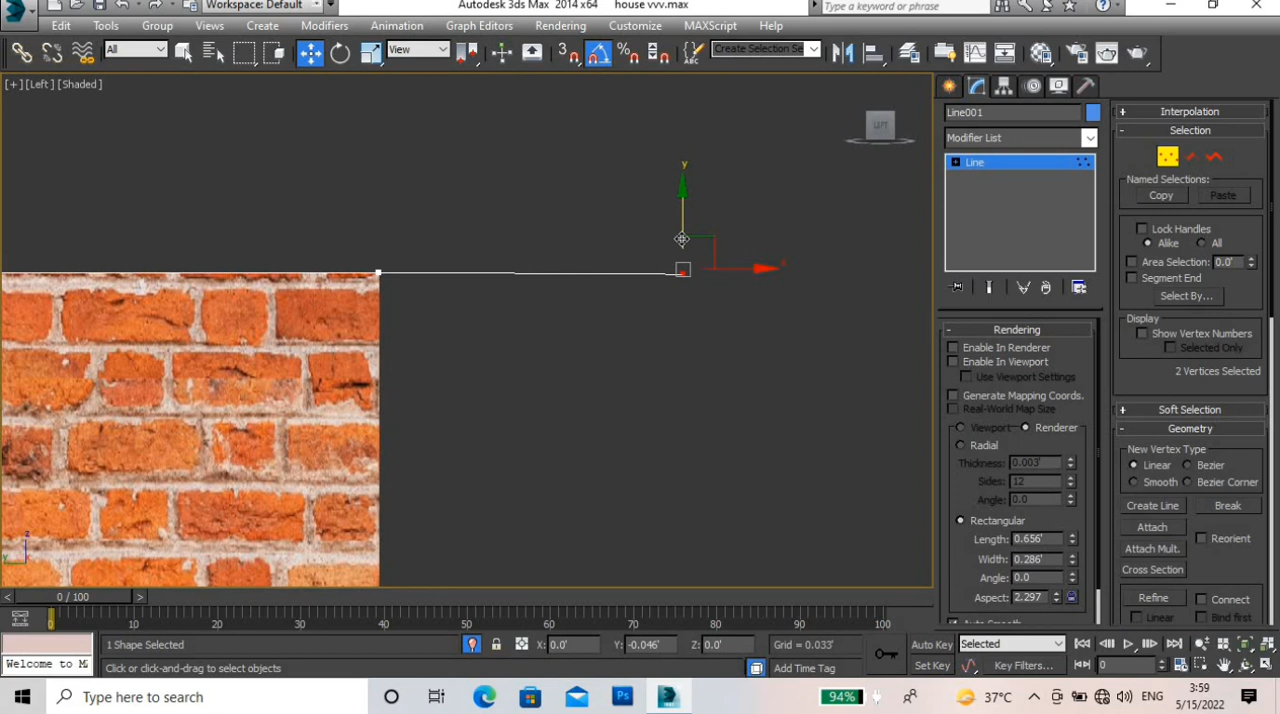 Workspace: Default
Autodesk 3ds Max 2014 x64 house vvv.max
Type a keyword or phrase
Edit Tools Group Views Create Modifiers Animation Graph Editors Rendering Customize MAXScript Help
All View 3 Create Selection Se
[+] [Left] [Shaded]
LEFT
y
x
z
y
Line001
Modifier List
Line
Rendering
Enable In Renderer
Enable In Viewport
Use Viewport Settings
Generate Mapping Coords.
Real-World Map Size
Viewport Renderer
Radial
Thickness: 0.003'
Sides: 12
Angle: 0.0
Rectangular
Length: 0.656'
Width: 0.286'
Angle: 0.0
Aspect: 2.297
Auto Smooth
Interpolation
Selection
Named Selections:
Copy Paste
Lock Handles
Alike All
Area Selection: 0.0'
Segment End
Select By...
Display
Show Vertex Numbers
Selected Only
2 Vertices Selected
Soft Selection
Geometry
New Vertex Type
Linear Bezier
Smooth Bezier Corner
Create Line Break
Attach Reorient
Attach Mult.
Cross Section
Refine Connect
Linear Bind first
< 0 / 100 >
0 10 20 30 40 50 60 70 80 90 100
1 Shape Selected X: 0.0' Y: -0.046' Z: 0.0' Grid = 0.033' Auto Key Selected
Welcome to M Click or click-and-drag to select objects Add Time Tag Set Key Key Filters... 0
Type here to search 94% 37°C ENG 3:59
5/15/2022